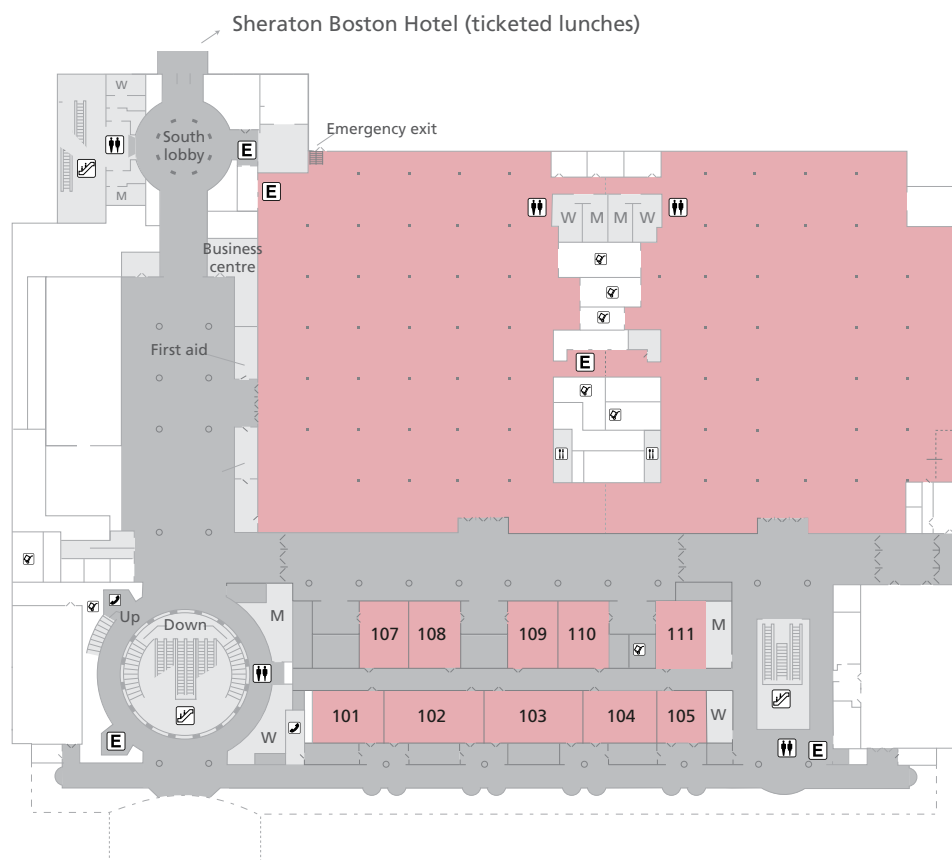 Sheraton Boston Hotel (ticketed lunches)
W
South
lobby
E
Emergency exit
M
E
W M M W
Business
centre
First aid
E
Up
Down
M
107 108 109 110 111
M
101 102 103 104 105
W
W
E
E